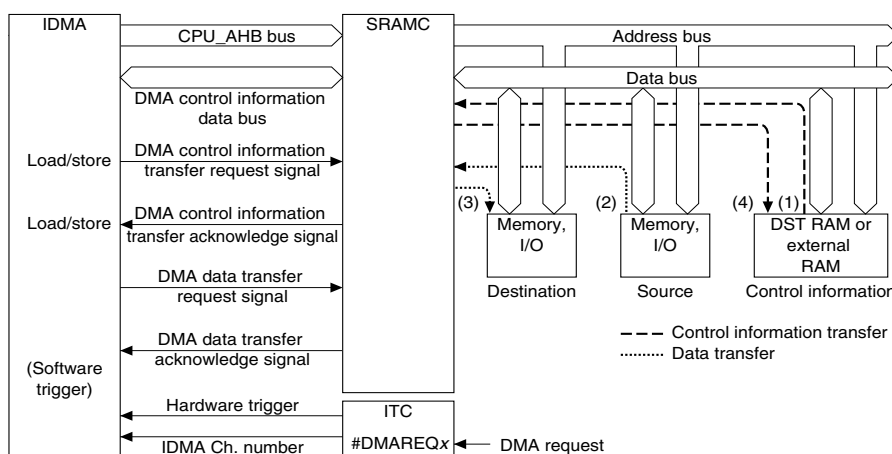 IDMA
CPU_AHB bus
SRAMC
Address bus
Data bus
DMA control information
data bus
Load/store
DMA control information
transfer request signal
(3)
(2)
(4)
(1)
Load/store
DMA control information
transfer acknowledge signal
Memory,
I/O
Memory,
I/O
DST RAM or
external
RAM
DMA data transfer
request signal
Destination
Source
Control information
Control information transfer
Data transfer
DMA data transfer
acknowledge signal
(Software
trigger)
Hardware trigger
ITC
IDMA Ch. number
#DMAREQx
DMA request